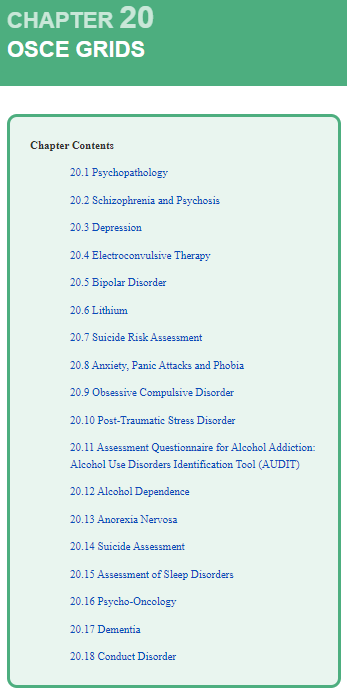 CHAPTER 20
OSCE GRIDS
Chapter Contents
20.1 Psychopathology
20.2 Schizophrenia and Psychosis
20.3 Depression
20.4 Electroconvulsive Therapy
20.5 Bipolar Disorder
20.6 Lithium
20.7 Suicide Risk Assessment
20.8 Anxiety, Panic Attacks and Phobia
20.9 Obsessive Compulsive Disorder
20.10 Post-Traumatic Stress Disorder
20.11 Assessment Questionnaire for Alcohol Addiction:
Alcohol Use Disorders Identification Tool (AUDIT)
20.12 Alcohol Dependence
20.13 Anorexia Nervosa
20.14 Suicide Assessment
20.15 Assessment of Sleep Disorders
20.16 Psycho-Oncology
20.17 Dementia
20.18 Conduct Disorder